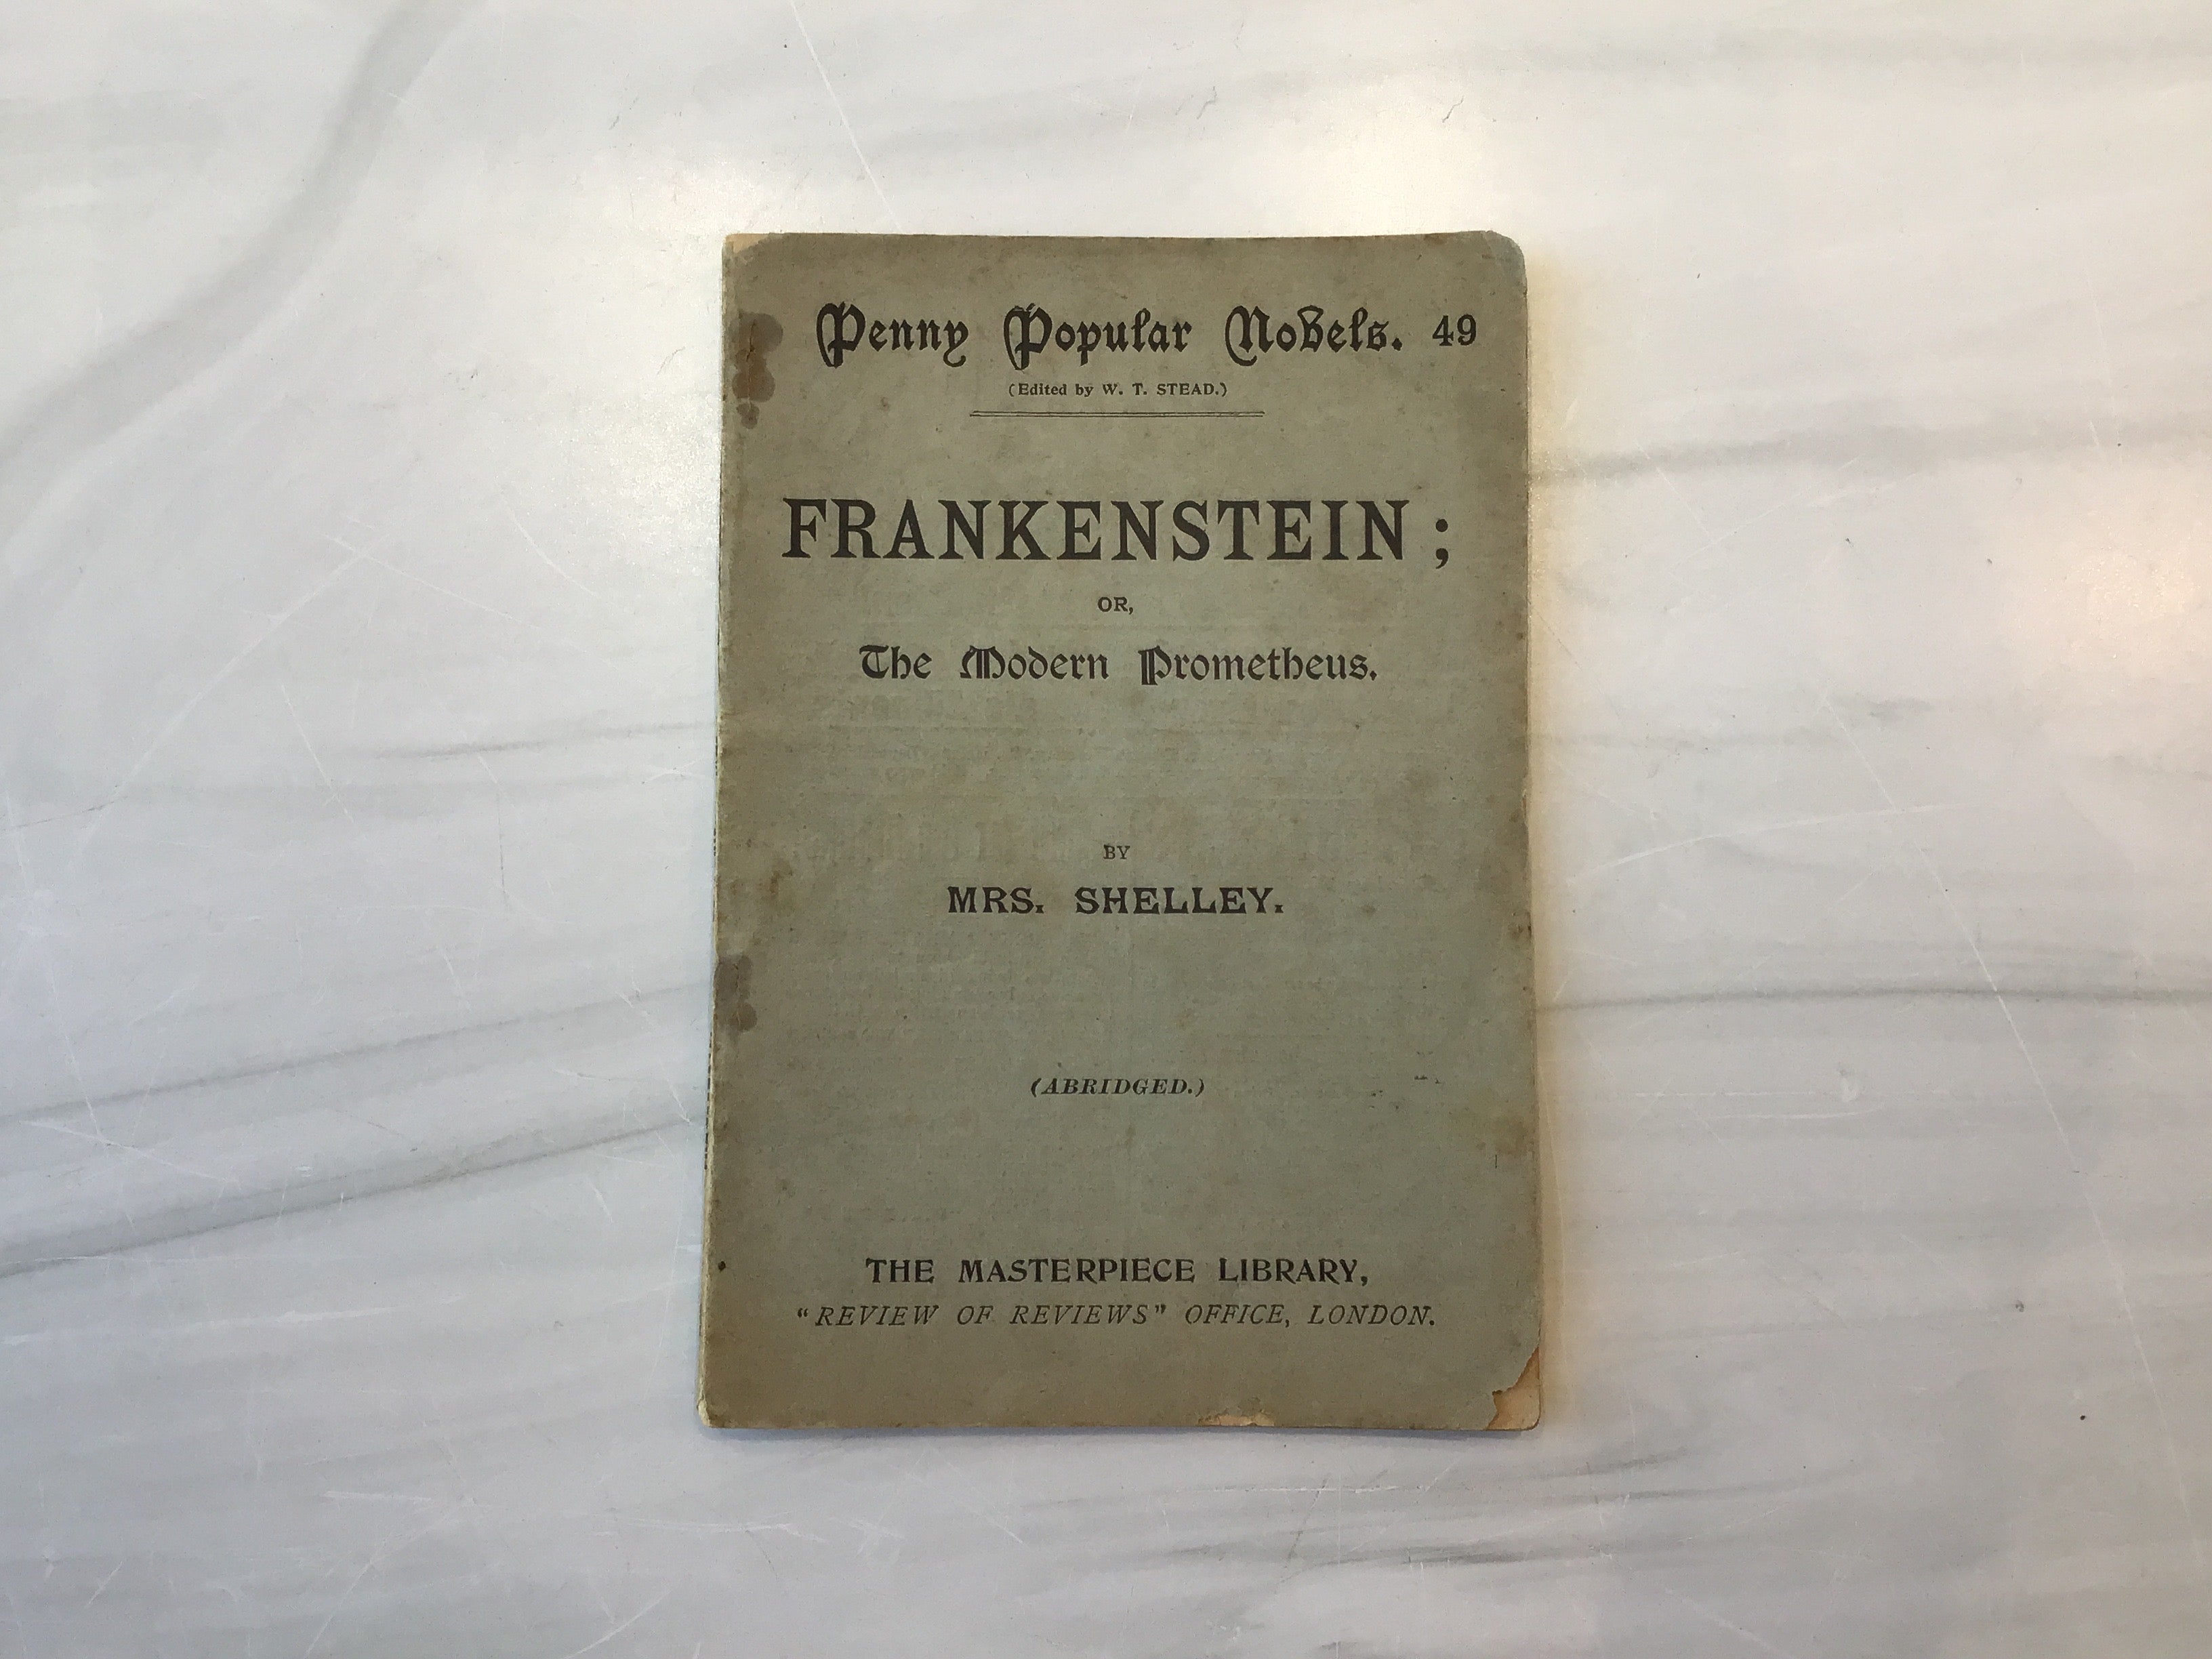 Penny Popular Novels. 49
(Edited by W. T. STEAD.)
FRANKENSTEIN;
OR,
The Modern Prometheus.
BY
MRS. SHELLEY.
(ABRIDGED.)
THE MASTERPIECE LIBRARY,
"REVIEW OF REVIEWS" OFFICE, LONDON.